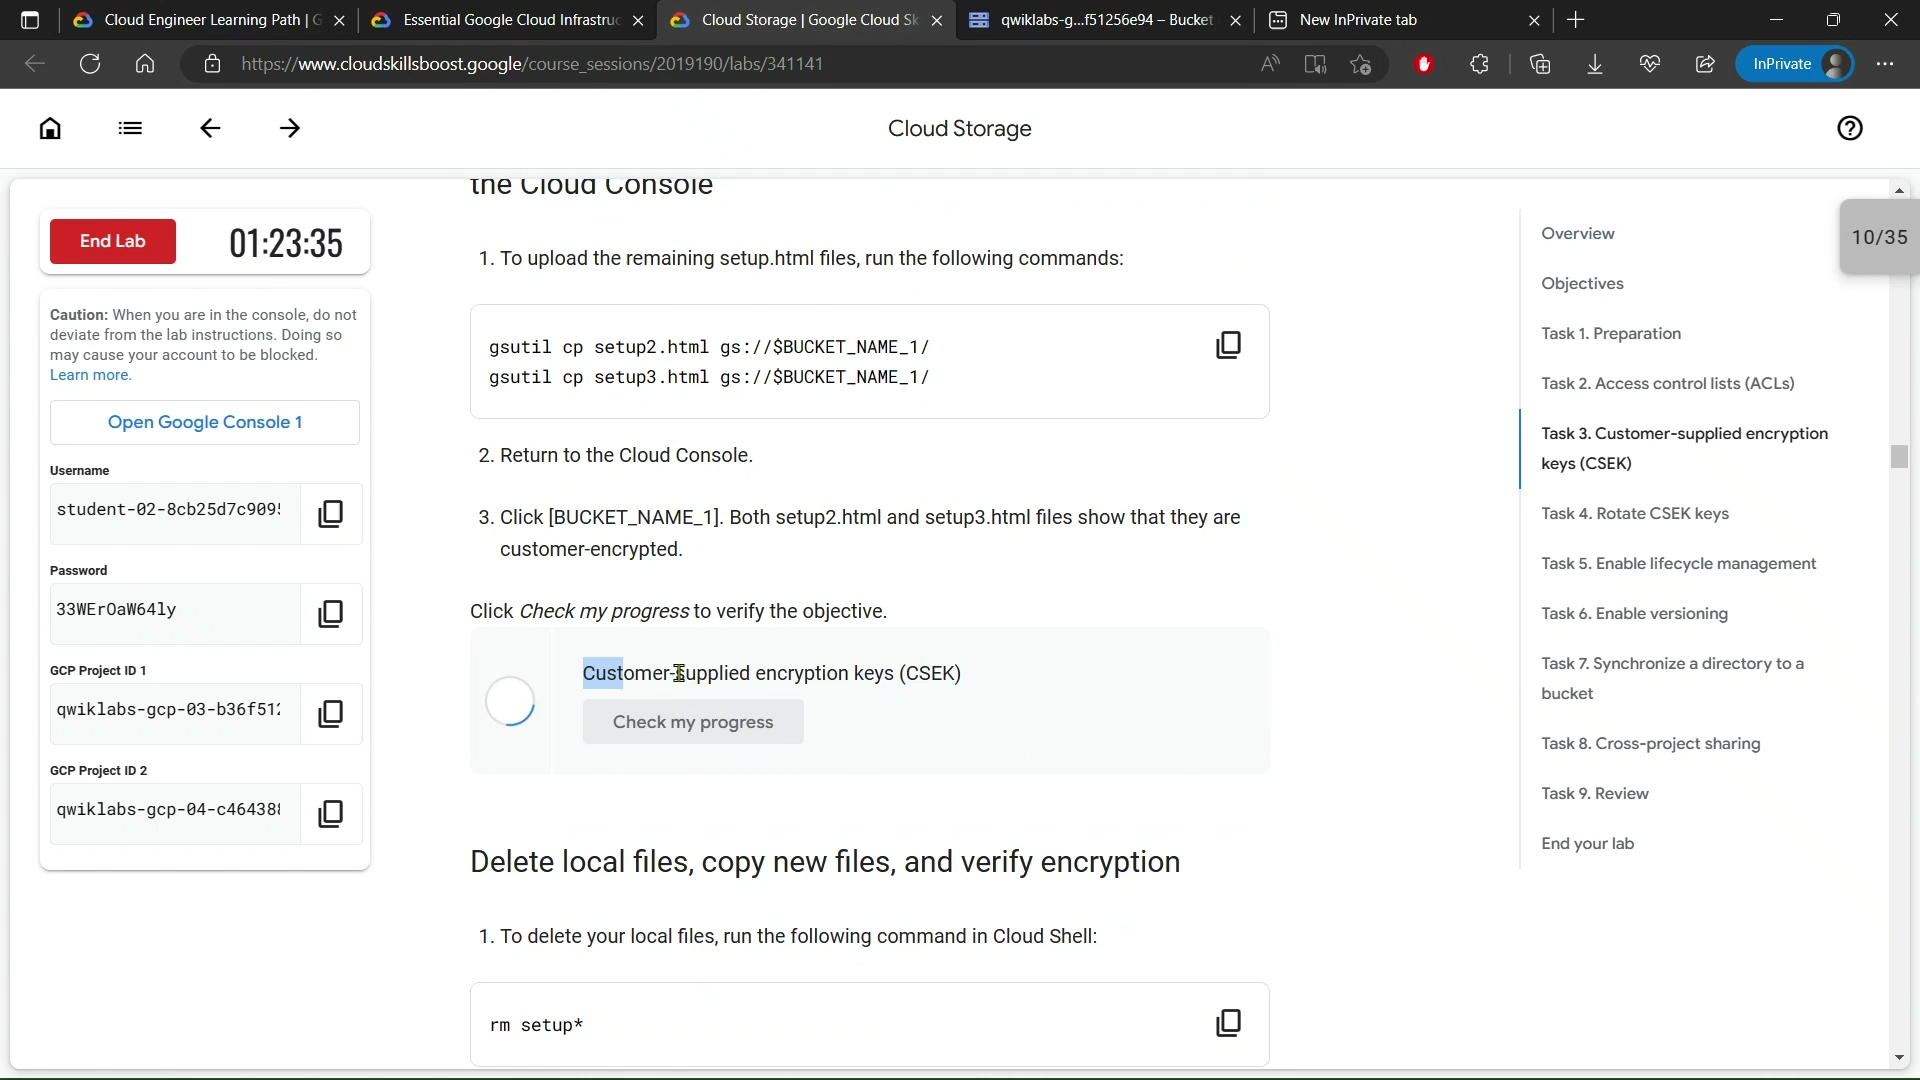 Cloud Engineer Learning Path | G
Essential Google Cloud Infrastruc
Cloud Storage | Google Cloud Sk
qwiklabs-g...f51256e94 – Bucket
New InPrivate tab
https://www.cloudskillsboost.google/course_sessions/2019190/labs/341141
InPrivate
Cloud Storage
End Lab
01:23:35
Caution: When you are in the console, do not
deviate from the lab instructions. Doing so
may cause your account to be blocked.
Learn more.
Open Google Console 1
Username
student-02-8cb25d7c909
Password
33WErOaW64ly
GCP Project ID 1
qwiklabs-gcp-03-b36f51
GCP Project ID 2
qwiklabs-gcp-04-c46438
the Cloud Console
1. To upload the remaining setup.html files, run the following commands:
gsutil cp setup2.html gs://$BUCKET_NAME_1/
gsutil cp setup3.html gs://$BUCKET_NAME_1/
2. Return to the Cloud Console.
3. Click [BUCKET_NAME_1]. Both setup2.html and setup3.html files show that they are
customer-encrypted.
Click Check my progress to verify the objective.
Customer-supplied encryption keys (CSEK)
Check my progress
Delete local files, copy new files, and verify encryption
1. To delete your local files, run the following command in Cloud Shell:
rm setup*
Overview
Objectives
Task 1. Preparation
Task 2. Access control lists (ACLs)
Task 3. Customer-supplied encryption
keys (CSEK)
Task 4. Rotate CSEK keys
Task 5. Enable lifecycle management
Task 6. Enable versioning
Task 7. Synchronize a directory to a
bucket
Task 8. Cross-project sharing
Task 9. Review
End your lab
10/35